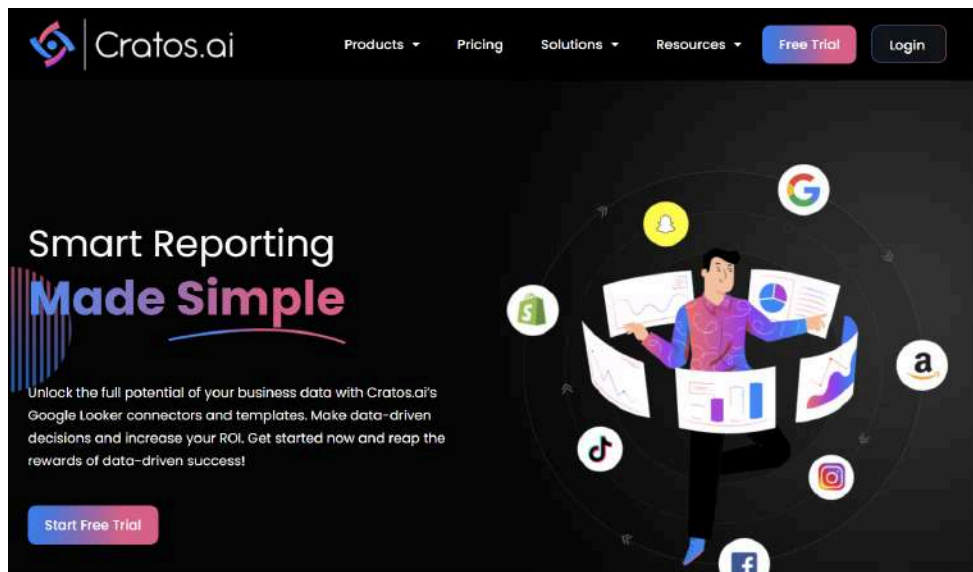 Cratos.ai
Products
Pricing
Solutions
Resources
Free Trial
Login
Smart Reporting
Made Simple
Unlock the full potential of your business data with Cratos.ai's
Google Looker connectors and templates. Make data-driven
decisions and increase your ROI. Get started now and reap the
rewards of data-driven success!
Start Free Trial